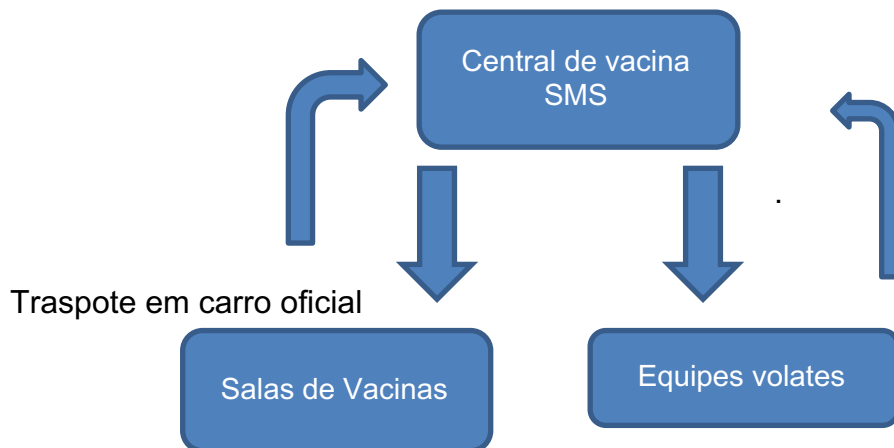 Central de vacina
SMS
.
Traspote em carro oficial
Salas de Vacinas
Equipes volates